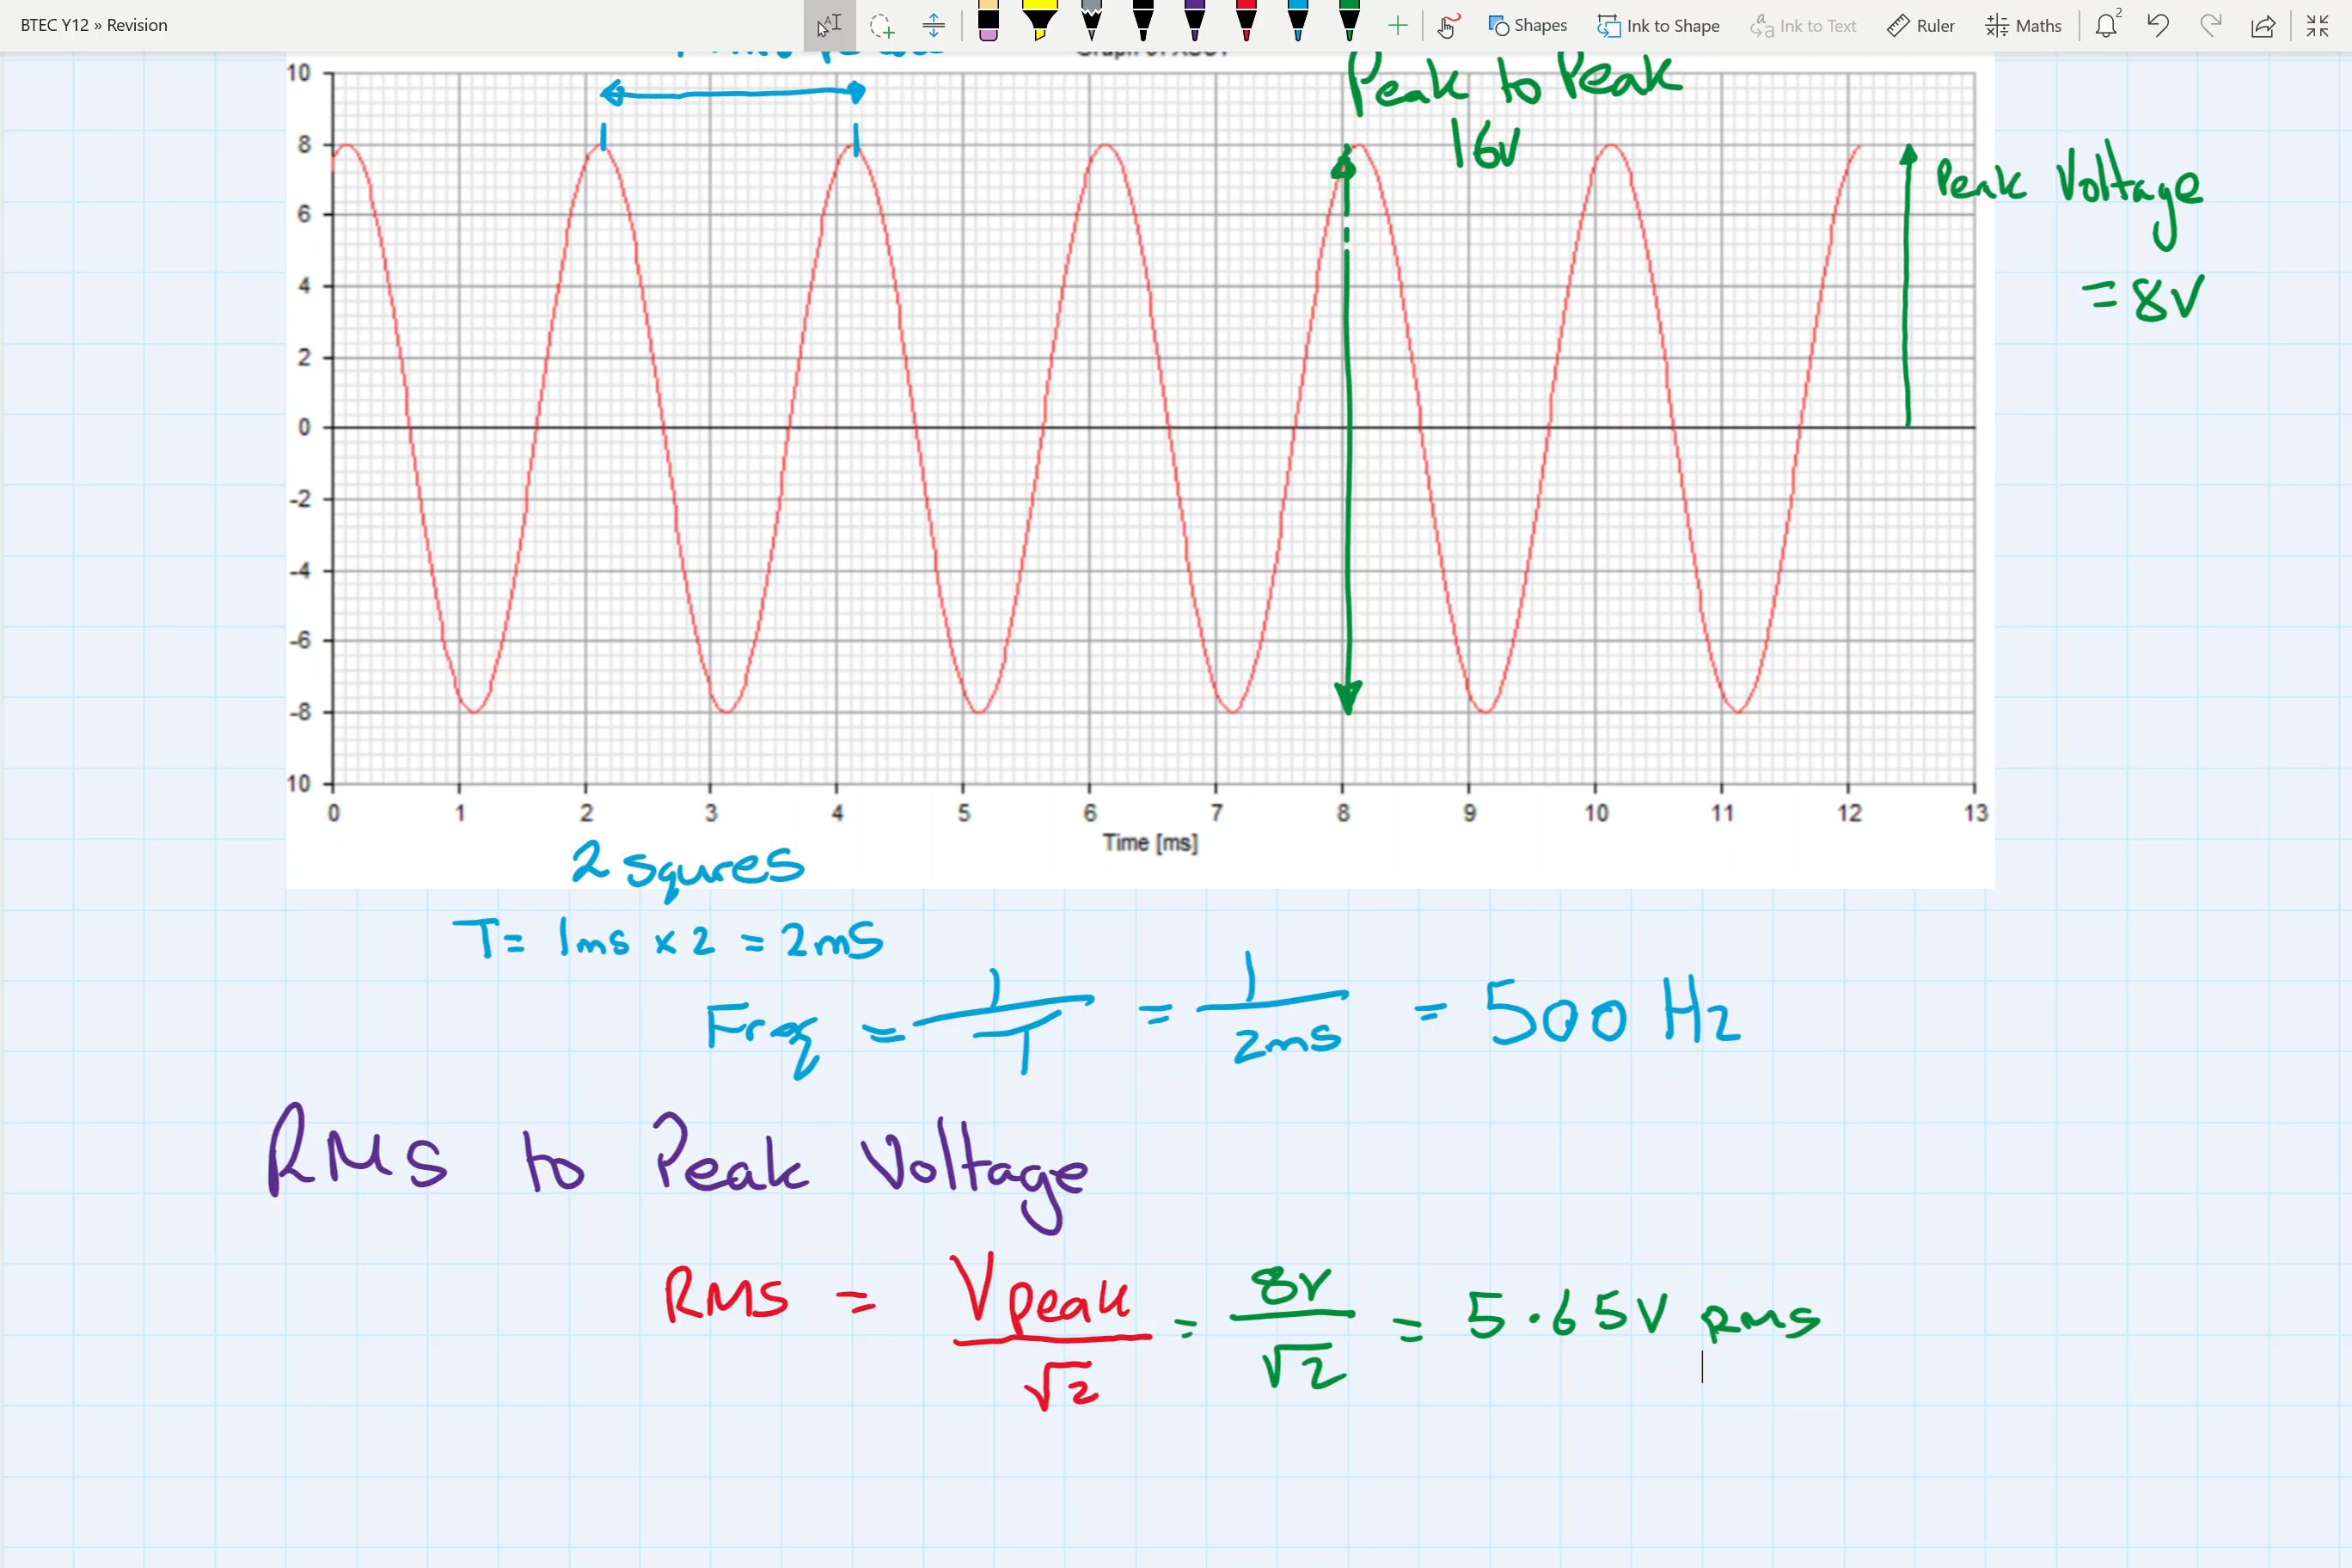 BTEC Y12 » Revision
Shapes Ink to Shape Ink to Text Ruler Maths 2
Peak to Peak
16V
Peak Voltage
= 8V
10
8
6
4
2
0
-2
-4
-6
-8
10
0 1 2 3 4 5 6 7 8 9 10 11 12 13
Time [ms]
2 squres
T = 1ms x 2 = 2mS
Freq = 1/T = 1/2ms = 500 Hz
RMS to Peak Voltage
RMS = Vpeak/√2 = 8V/√2 = 5.65V RMS